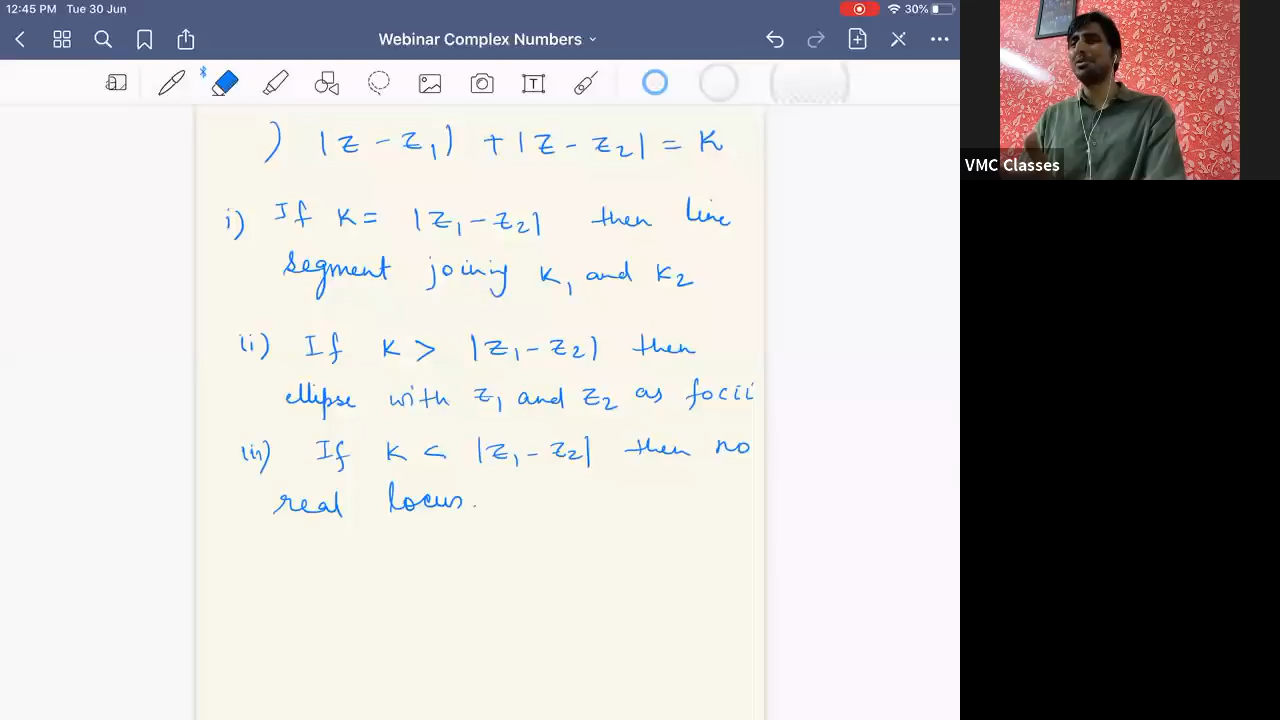 12:45 PM Tue 30 Jun
30%
Webinar Complex Numbers
T
) |z - z₁) + |z - z₂| = K
i) If K = |z₁ - z₂| then line
segment joining K₁ and K₂
(ii) If K > |z₁ - z₂) then
ellipse with z₁ and z₂ as focii
(iii) If K < |z₁ - z₂| then no
real locus.
VMC Classes